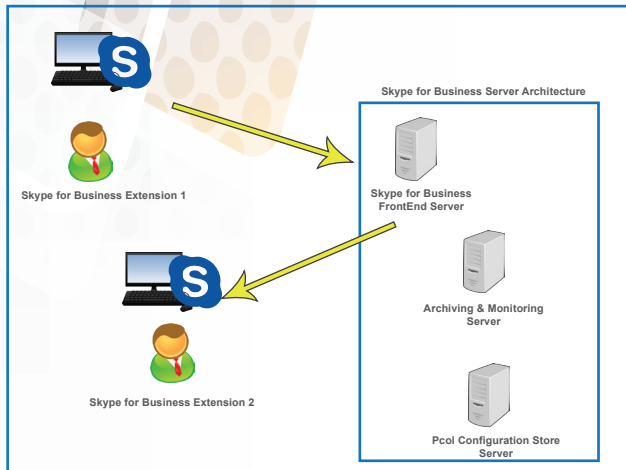 S
Skype for Business Server Architecture
Skype for Business Extension 1
Skype for Business
FrontEnd Server
S
Archiving & Monitoring
Server
Skype for Business Extension 2
Pcol Configuration Store
Server